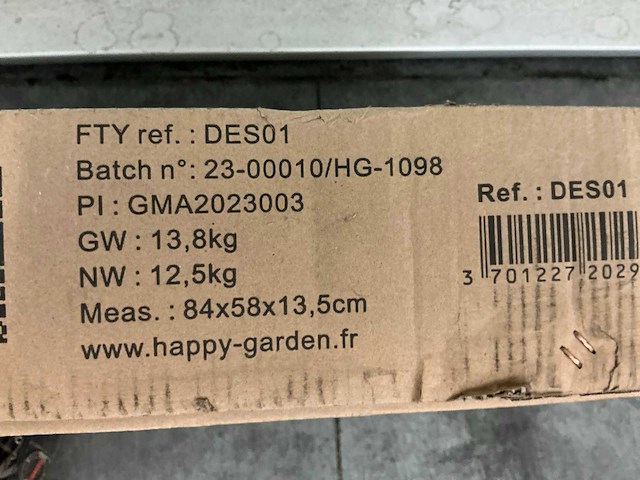 FTY ref. : DES01
Batch n°: 23-00010/HG-1098
PI : GMA2023003
GW : 13,8kg
NW : 12,5kg
Meas. : 84x58x13,5cm
www.happy-garden.fr
Ref. : DES01
3 701227 2029